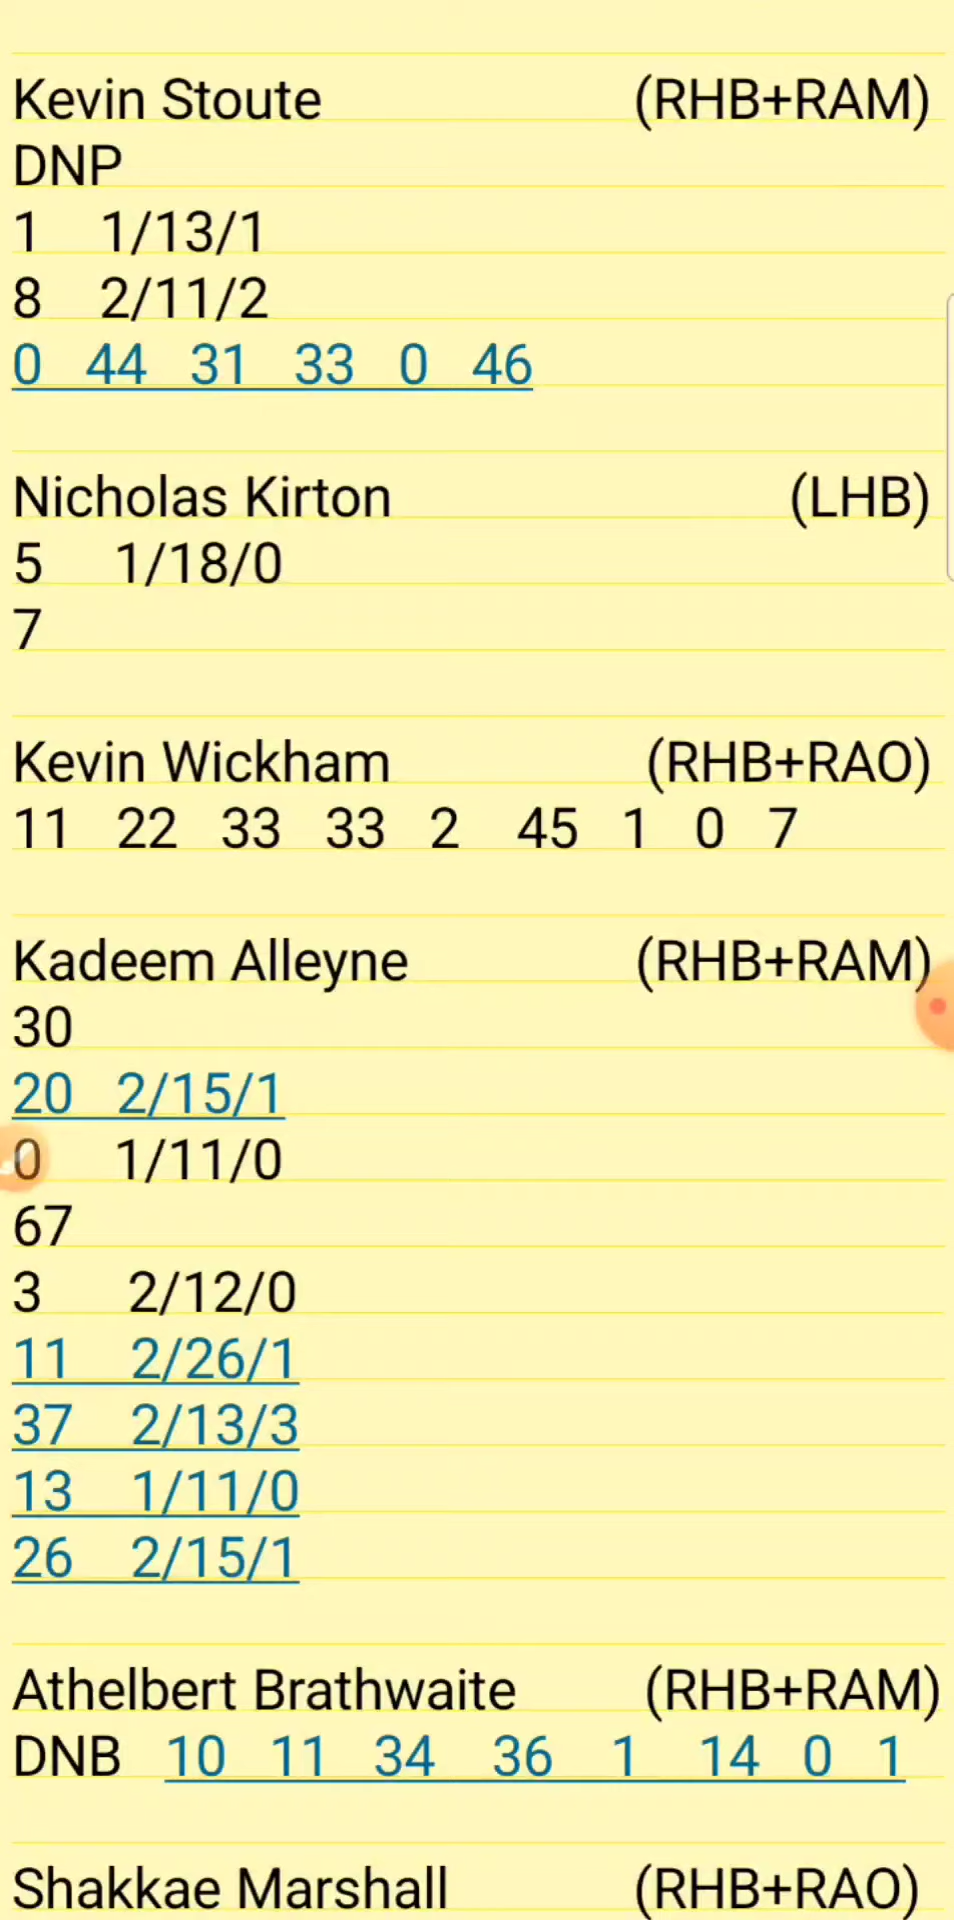 Kevin Stoute (RHB+RAM)
DNP
1 1/13/1
8 2/11/2
0 44 31 33 0 46
Nicholas Kirton (LHB)
5 1/18/0
7
Kevin Wickham (RHB+RAO)
11 22 33 33 2 45 1 0 7
Kadeem Alleyne (RHB+RAM)
30
20 2/15/1
0 1/11/0
67
3 2/12/0
11 2/26/1
37 2/13/3
13 1/11/0
26 2/15/1
Athelbert Brathwaite (RHB+RAM)
DNB 10 11 34 36 1 14 0 1
Shakkae Marshall (RHB+RAO)